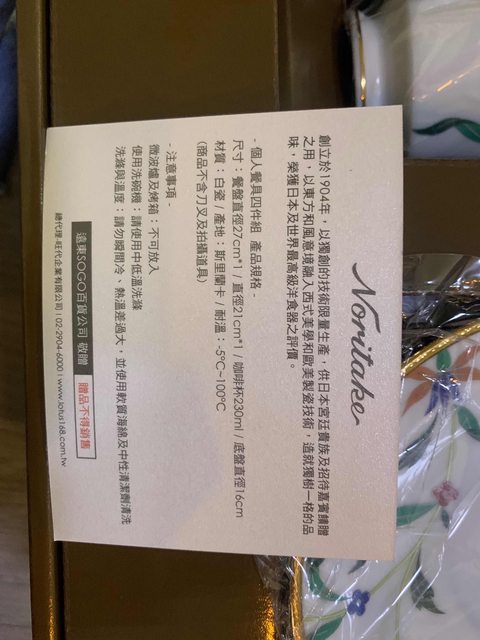 Noritake
創立於1904年，以獨創的技術限量生產，供日本宮廷貴族及招待嘉賓餽贈
之用，以東方和風意境融入西式美學和歐美製瓷技術，造就獨樹一格的品
味，榮獲日本及世界最高級洋食器之評價。
- 個人餐具四件組 產品規格 -
尺寸：餐盤直徑27cm*1 / 直徑21cm*1 / 咖啡杯230ml / 底盤直徑16cm
材質：白瓷 / 產地：斯里蘭卡 / 耐溫：-5°C~100°C
(商品不含刀叉及拍攝道具)
- 注意事項 -
微波爐及烤箱：不可放入
使用洗碗機：請使用中低溫洗滌
洗滌與溫度：請勿瞬間冷、熱溫差過大，並使用軟質海綿及中性清潔劑清洗
遠東SOGO百貨公司 敬贈 贈品不得銷售
總代理-旺代企業有限公司 | 02-2904-6000 | www.lotus168.com.tw